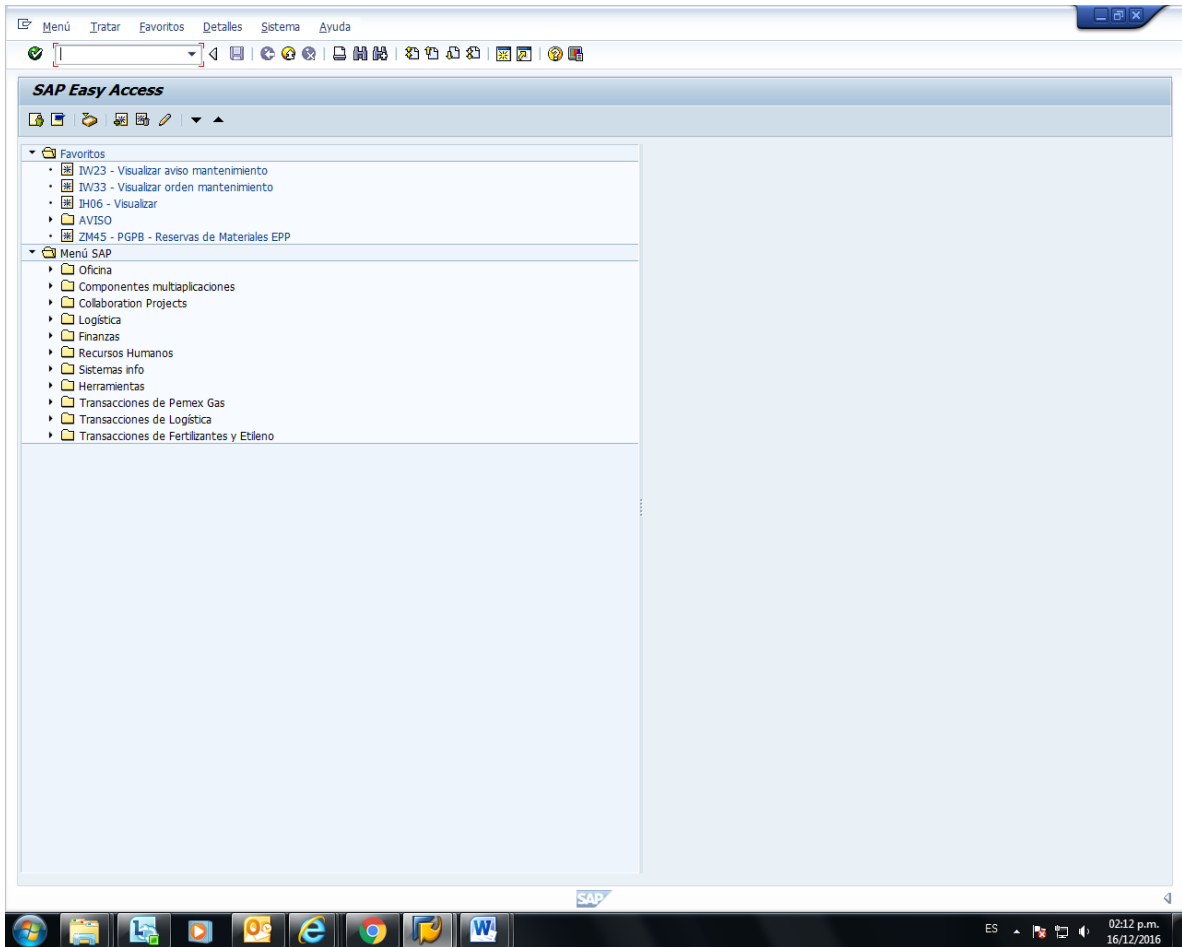 Menú Tratar Favoritos Detalles Sistema Ayuda
SAP Easy Access
Favoritos
IW23 - Visualizar aviso mantenimiento
IW33 - Visualizar orden mantenimiento
IH06 - Visualizar
AVISO
ZM45 - PGPB - Reservas de Materiales EPP
Menú SAP
Oficina
Componentes multiaplicaciones
Collaboration Projects
Logística
Finanzas
Recursos Humanos
Sistemas info
Herramientas
Transacciones de Pemex Gas
Transacciones de Logística
Transacciones de Fertilizantes y Etileno
SAP
ES 02:12 p.m.
16/12/2016